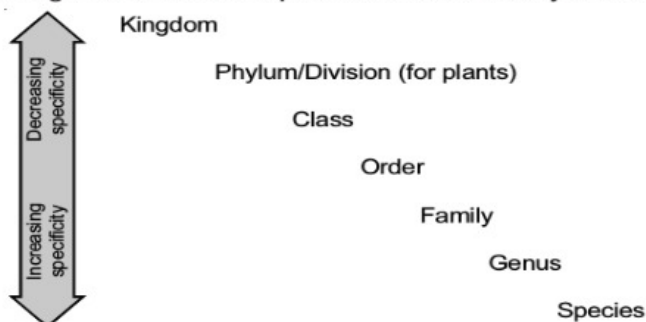 Kingdom
Phylum/Division (for plants)
Class
Order
Family
Genus
Species
Decreasing
specificity
Increasing
specificity